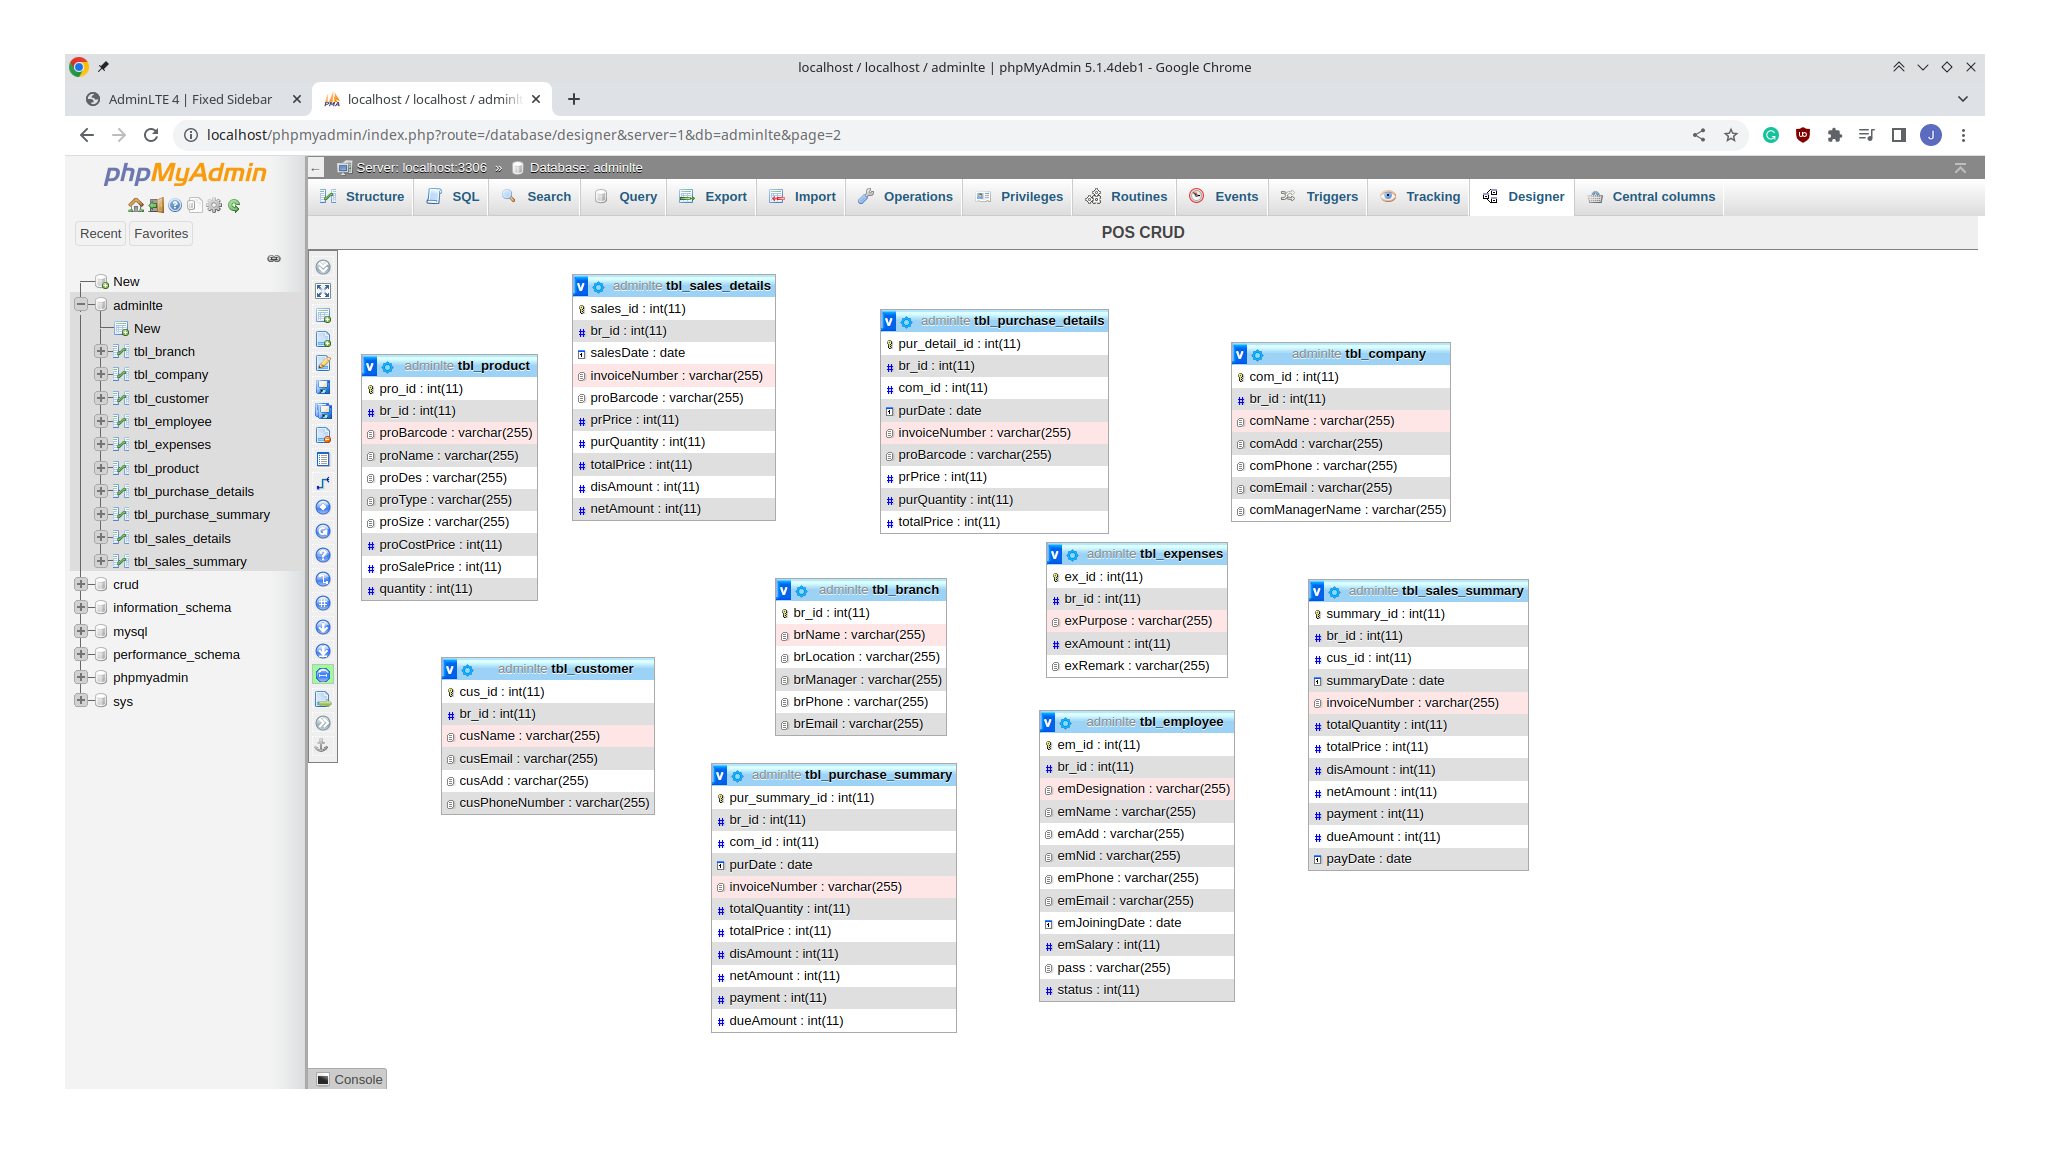 localhost / localhost / adminlte | phpMyAdmin 5.1.4deb1 - Google Chrome
AdminLTE 4 | Fixed Sidebar
localhost / localhost / adminl
localhost/phpmyadmin/index.php?route=/database/designer&server=1&db=adminlte&page=2
J
phpMyAdmin
Recent Favorites
New
adminlte
New
tbl_branch
tbl_company
tbl_customer
tbl_employee
tbl_expenses
tbl_product
tbl_purchase_details
tbl_purchase_summary
tbl_sales_details
tbl_sales_summary
crud
information_schema
mysql
performance_schema
phpmyadmin
sys
Server: localhost:3306 » Database: adminlte
Structure SQL Search Query Export Import Operations Privileges Routines Events Triggers Tracking Designer Central columns
POS CRUD
adminlte tbl_product
pro_id : int(11)
br_id : int(11)
proBarcode : varchar(255)
proName : varchar(255)
proDes : varchar(255)
proType : varchar(255)
proSize : varchar(255)
proCostPrice : int(11)
proSalePrice : int(11)
quantity : int(11)
adminlte tbl_sales_details
sales_id : int(11)
br_id : int(11)
salesDate : date
invoiceNumber : varchar(255)
proBarcode : varchar(255)
prPrice : int(11)
purQuantity : int(11)
totalPrice : int(11)
disAmount : int(11)
netAmount : int(11)
adminlte tbl_purchase_details
pur_detail_id : int(11)
br_id : int(11)
com_id : int(11)
purDate : date
invoiceNumber : varchar(255)
proBarcode : varchar(255)
prPrice : int(11)
purQuantity : int(11)
totalPrice : int(11)
adminlte tbl_company
com_id : int(11)
br_id : int(11)
comName : varchar(255)
comAdd : varchar(255)
comPhone : varchar(255)
comEmail : varchar(255)
comManagerName : varchar(255)
adminlte tbl_expenses
ex_id : int(11)
br_id : int(11)
exPurpose : varchar(255)
exAmount : int(11)
exRemark : varchar(255)
adminlte tbl_branch
br_id : int(11)
brName : varchar(255)
brLocation : varchar(255)
brManager : varchar(255)
brPhone : varchar(255)
brEmail : varchar(255)
adminlte tbl_sales_summary
summary_id : int(11)
br_id : int(11)
cus_id : int(11)
summaryDate : date
invoiceNumber : varchar(255)
totalQuantity : int(11)
totalPrice : int(11)
disAmount : int(11)
netAmount : int(11)
payment : int(11)
dueAmount : int(11)
payDate : date
adminlte tbl_customer
cus_id : int(11)
br_id : int(11)
cusName : varchar(255)
cusEmail : varchar(255)
cusAdd : varchar(255)
cusPhoneNumber : varchar(255)
adminlte tbl_purchase_summary
pur_summary_id : int(11)
br_id : int(11)
com_id : int(11)
purDate : date
invoiceNumber : varchar(255)
totalQuantity : int(11)
totalPrice : int(11)
disAmount : int(11)
netAmount : int(11)
payment : int(11)
dueAmount : int(11)
adminlte tbl_employee
em_id : int(11)
br_id : int(11)
emDesignation : varchar(255)
emName : varchar(255)
emAdd : varchar(255)
emNid : varchar(255)
emPhone : varchar(255)
emEmail : varchar(255)
emJoiningDate : date
emSalary : int(11)
pass : varchar(255)
status : int(11)
Console